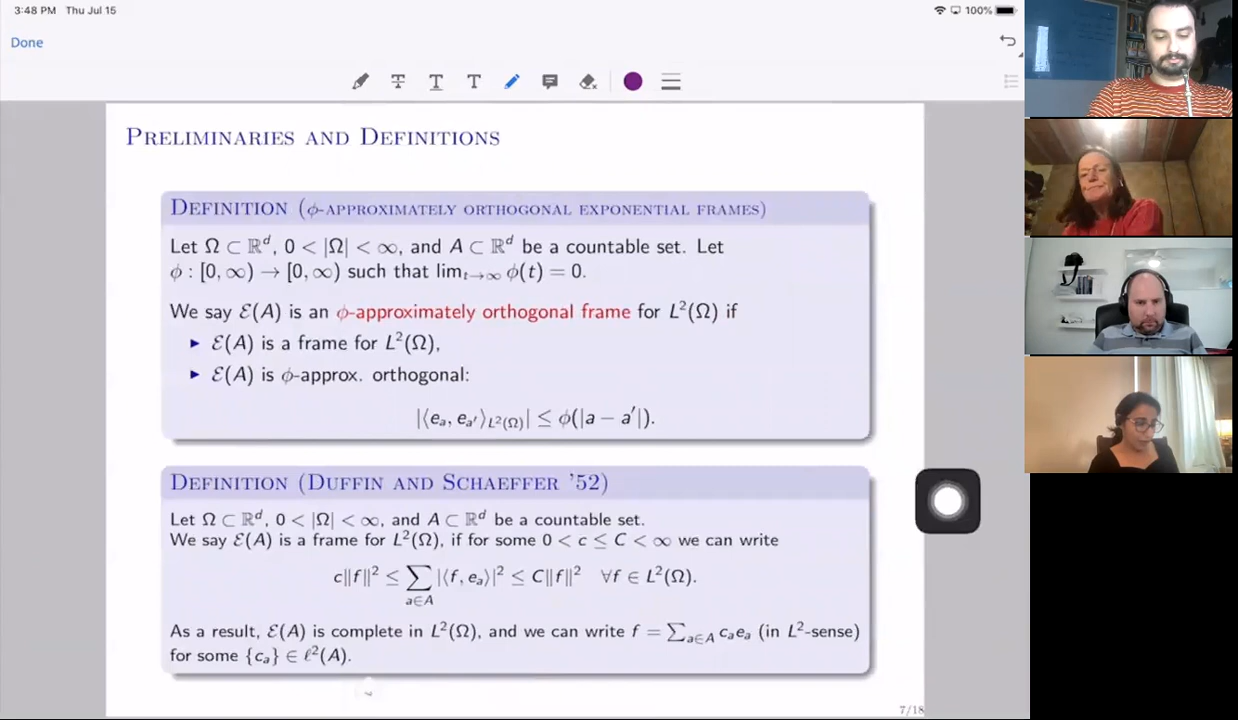 3:48 PM Thu Jul 15
100%
Done
PRELIMINARIES AND DEFINITIONS
DEFINITION (ϕ-APPROXIMATELY ORTHOGONAL EXPONENTIAL FRAMES)
Let Ω ⊂ ℝᵈ, 0 < |Ω| < ∞, and A ⊂ ℝᵈ be a countable set. Let
ϕ : [0, ∞) → [0, ∞) such that lim_{t→∞} ϕ(t) = 0.
We say ℰ(A) is an ϕ-approximately orthogonal frame for L²(Ω) if
▸ ℰ(A) is a frame for L²(Ω),
▸ ℰ(A) is ϕ-approx. orthogonal:
|⟨e_a, e_{a′}⟩_{L²(Ω)}| ≤ ϕ(|a − a′|).
DEFINITION (DUFFIN AND SCHAEFFER '52)
Let Ω ⊂ ℝᵈ, 0 < |Ω| < ∞, and A ⊂ ℝᵈ be a countable set.
We say ℰ(A) is a frame for L²(Ω), if for some 0 < c ≤ C < ∞ we can write
c‖f‖² ≤ ∑_{a∈A} |⟨f, e_a⟩|² ≤ C‖f‖² ∀f ∈ L²(Ω).
As a result, ℰ(A) is complete in L²(Ω), and we can write f = ∑_{a∈A} c_a e_a (in L²-sense)
for some {c_a} ∈ ℓ²(A).
7/18